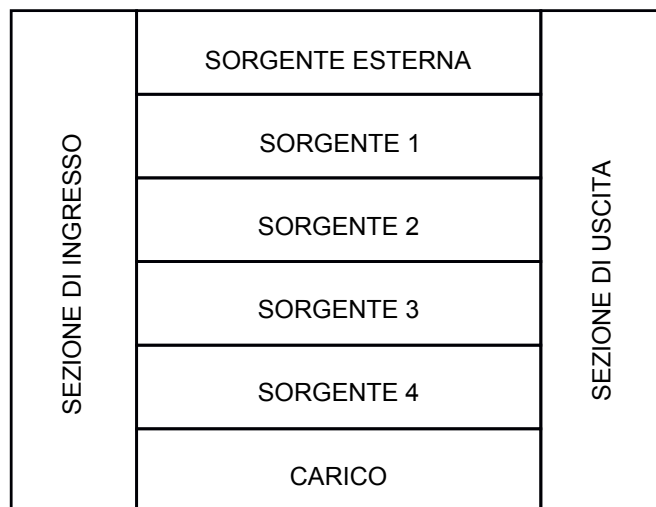 SEZIONE DI INGRESSO
SORGENTE ESTERNA
SORGENTE 1
SORGENTE 2
SORGENTE 3
SORGENTE 4
CARICO
SEZIONE DI USCITA